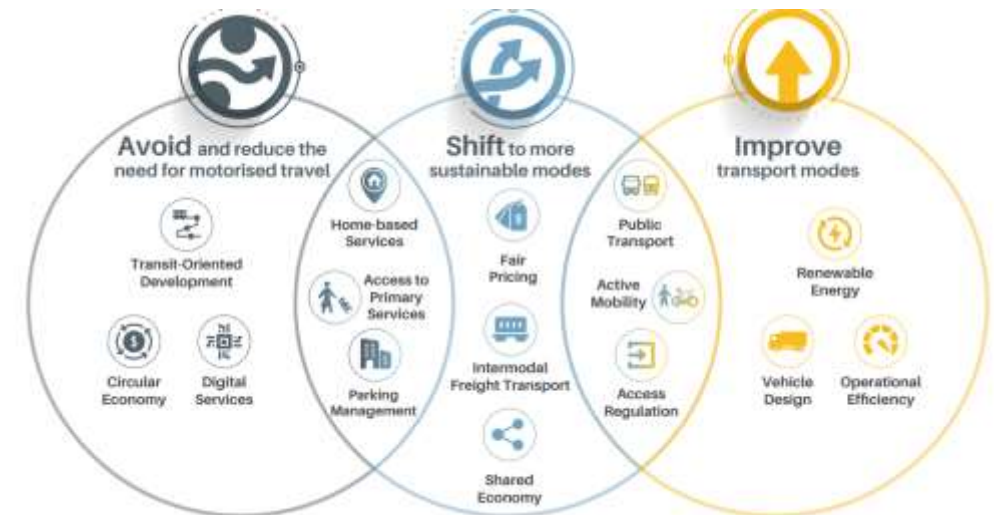 Avoid and reduce the
need for motorised travel
Transit-Oriented
Development
Circular
Economy
Digital
Services
Home-based
Services
Access to
Primary
Services
Parking
Management
Shift to more
sustainable modes
Fair
Pricing
Intermodal
Freight Transport
Shared
Economy
Public
Transport
Active
Mobility
Access
Regulation
Improve
transport modes
Renewable
Energy
Vehicle
Design
Operational
Efficiency